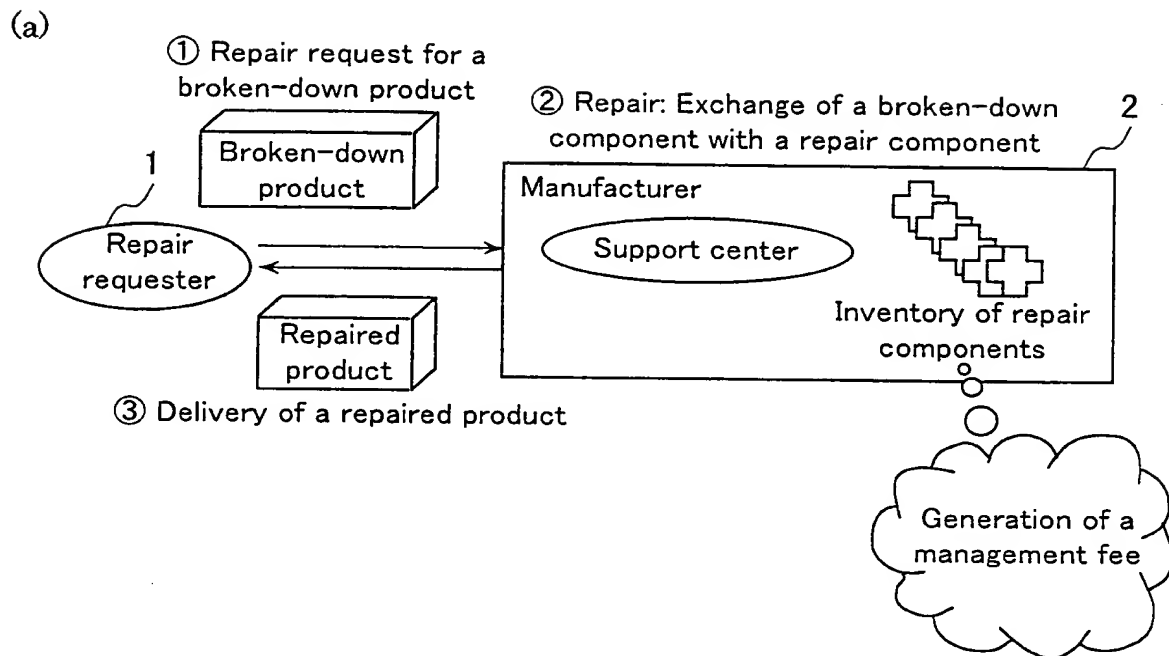 (a)
① Repair request for a
broken-down product
Broken-down
product
② Repair: Exchange of a broken-down
component with a repair component
2
1
Repair
requester
Manufacturer
Support center
Inventory of repair
components
Repaired
product
③ Delivery of a repaired product
Generation of a
management fee